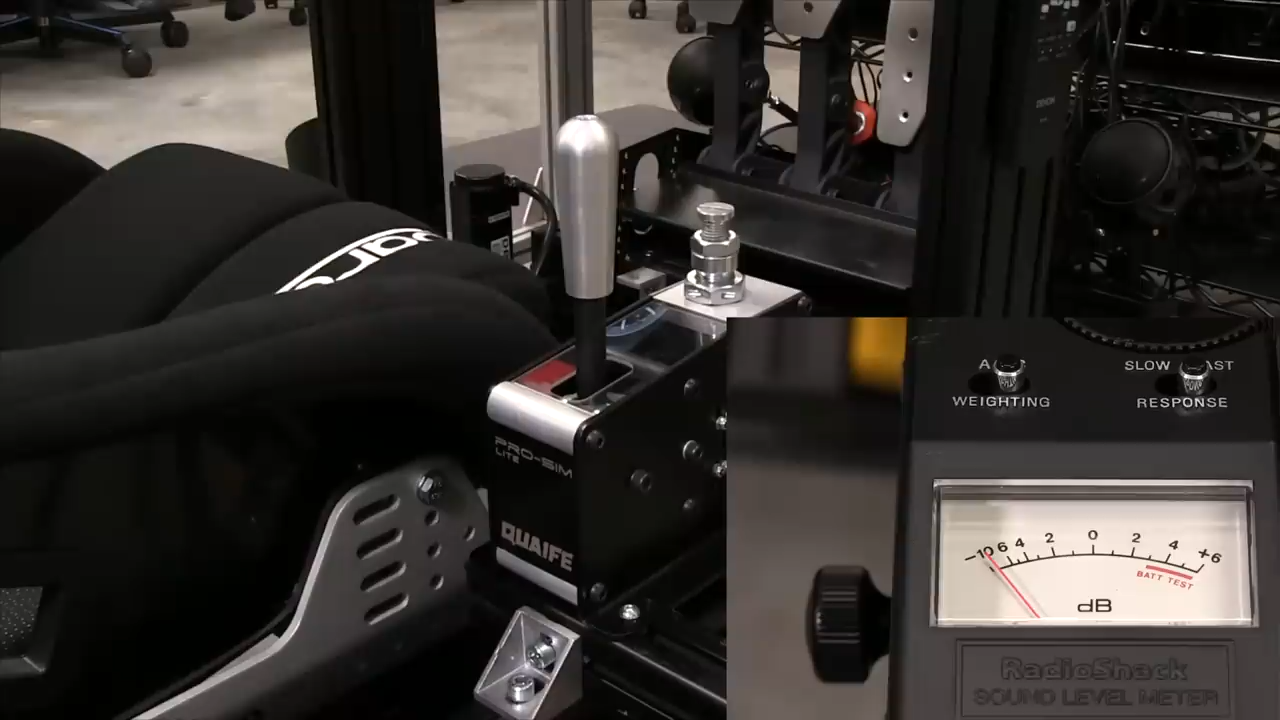 PRO-SIM
LITE
QUAIFE
WEIGHTING
SLOW FAST
RESPONSE
-10 6 4 2 0 2 4 +6
BATT TEST
dB
RadioShack
SOUND LEVEL METER